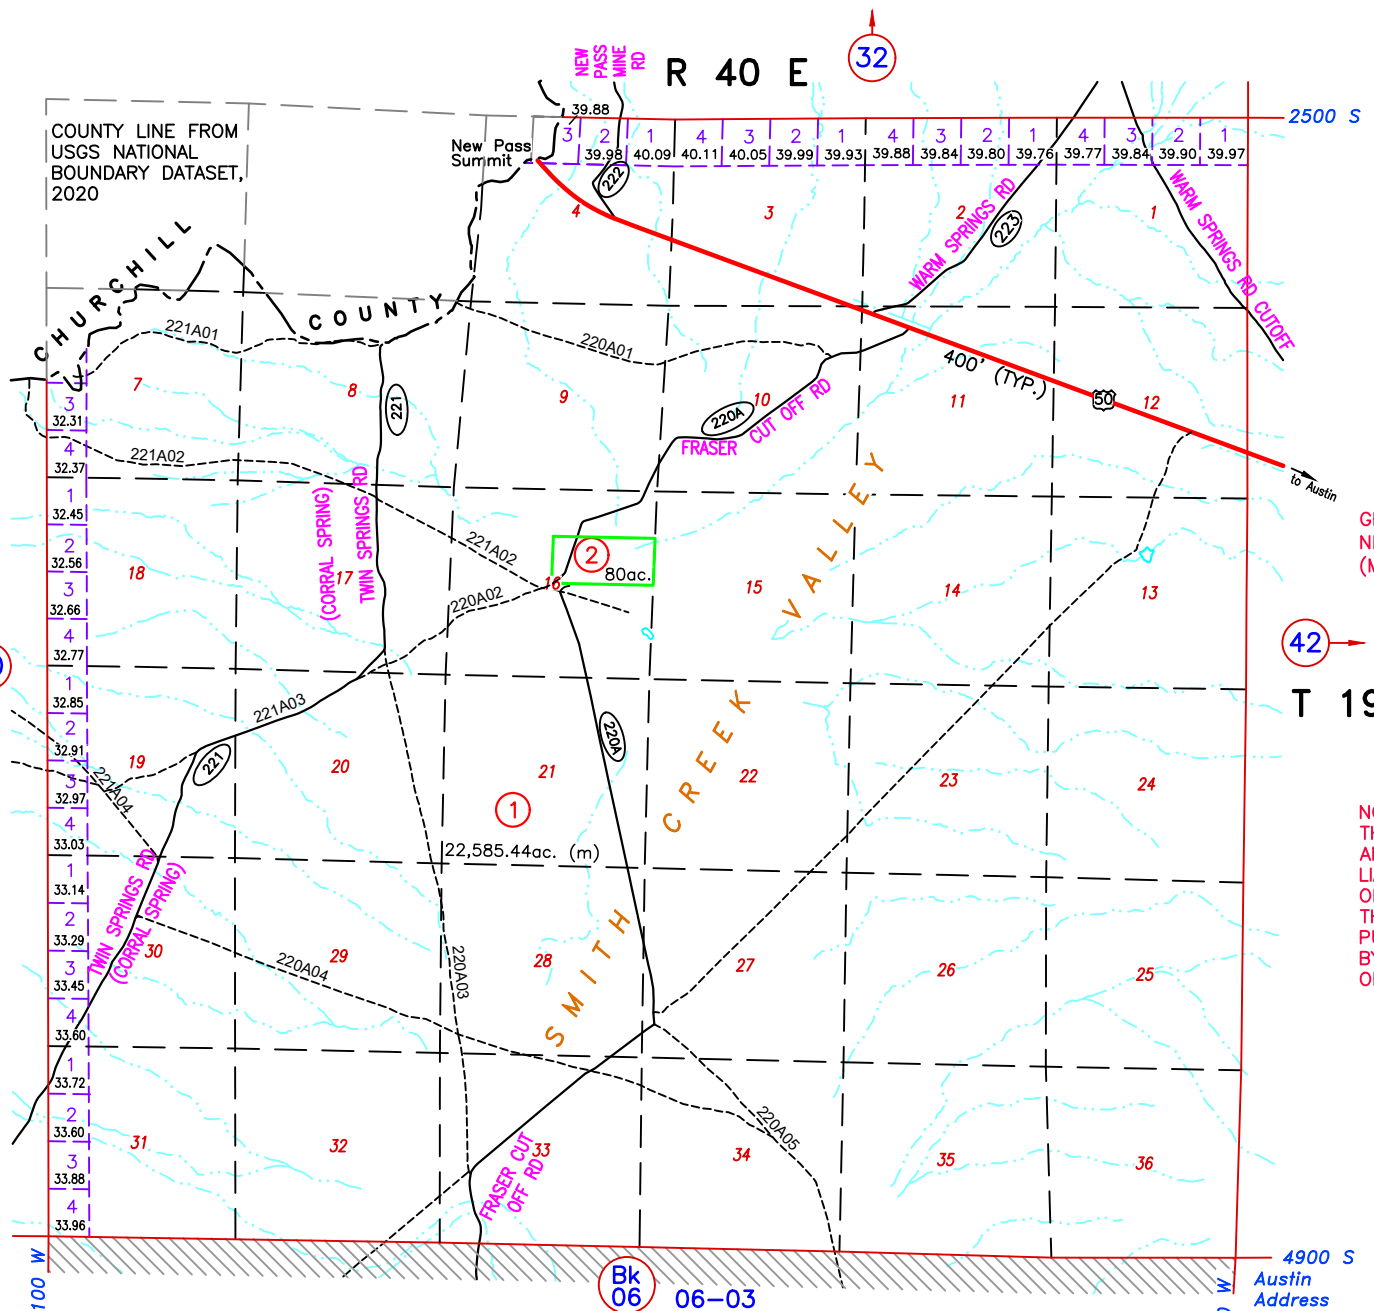 R 40 E
32
NEW
PASS
MINE
RD
2500 S
COUNTY LINE FROM
USGS NATIONAL
BOUNDARY DATASET,
2020
New Pass
Summit
39.88
3 2 1 4 3 2 1 4 3 2 1 4 3 2 1
39.98 40.09 40.11 40.05 39.99 39.93 39.88 39.84 39.80 39.76 39.77 39.84 39.90 39.97
222
4 3 2 1
WARM SPRINGS RD
223
WARM SPRINGS RD CUTOFF
CHURCHILL
COUNTY
221A01
220A01
400' (TYP.)
50
to Austin
7 8 9 10 11 12
221
220A
FRASER CUT OFF RD
3
32.31
4
32.37
1
32.45
2
32.56
3
32.66
4
32.77
1
32.85
2
32.91
3
32.97
4
33.03
1
33.14
2
33.29
3
33.45
4
33.60
1
33.72
2
33.60
3
33.88
4
33.96
221A02
(CORRAL SPRING)
TWIN SPRINGS RD
221A02
2
80ac.
18 17 16 15 14 13
220A02
SMITH CREEK VALLEY
42
T 19
221A03
221
220A
19 20 21 22 23 24
221A04
1
22,585.44ac. (m)
TWIN SPRINGS RD
(CORRAL SPRING)
30 29 28 27 26 25
220A04
220A03
220A05
31 32 33 34 35 36
FRASER CUT
OFF RD
100 W
Bk
06
06-03
4900 S
Austin
Address
W